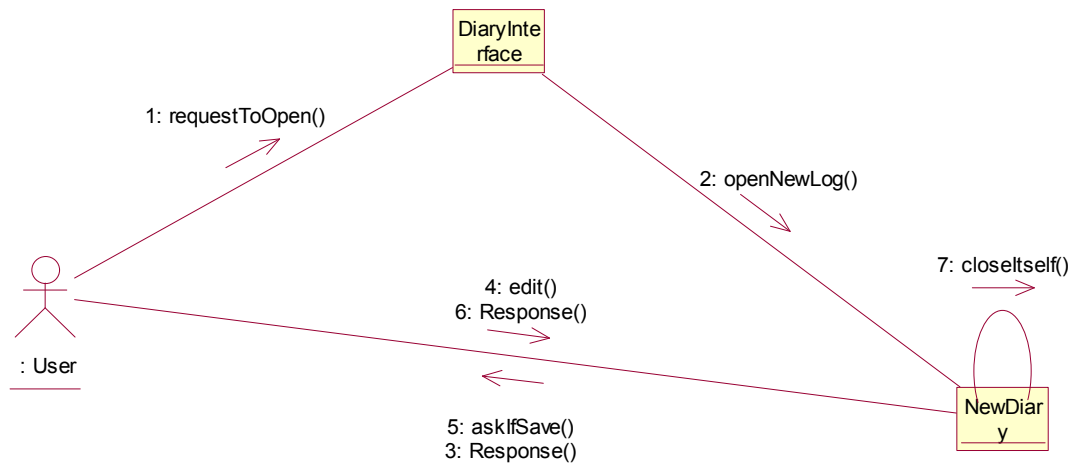 DiaryInte
rface
1: requestToOpen()
2: openNewLog()
7: closeItself()
4: edit()
6: Response()
: User
NewDiar
y
5: askIfSave()
3: Response()